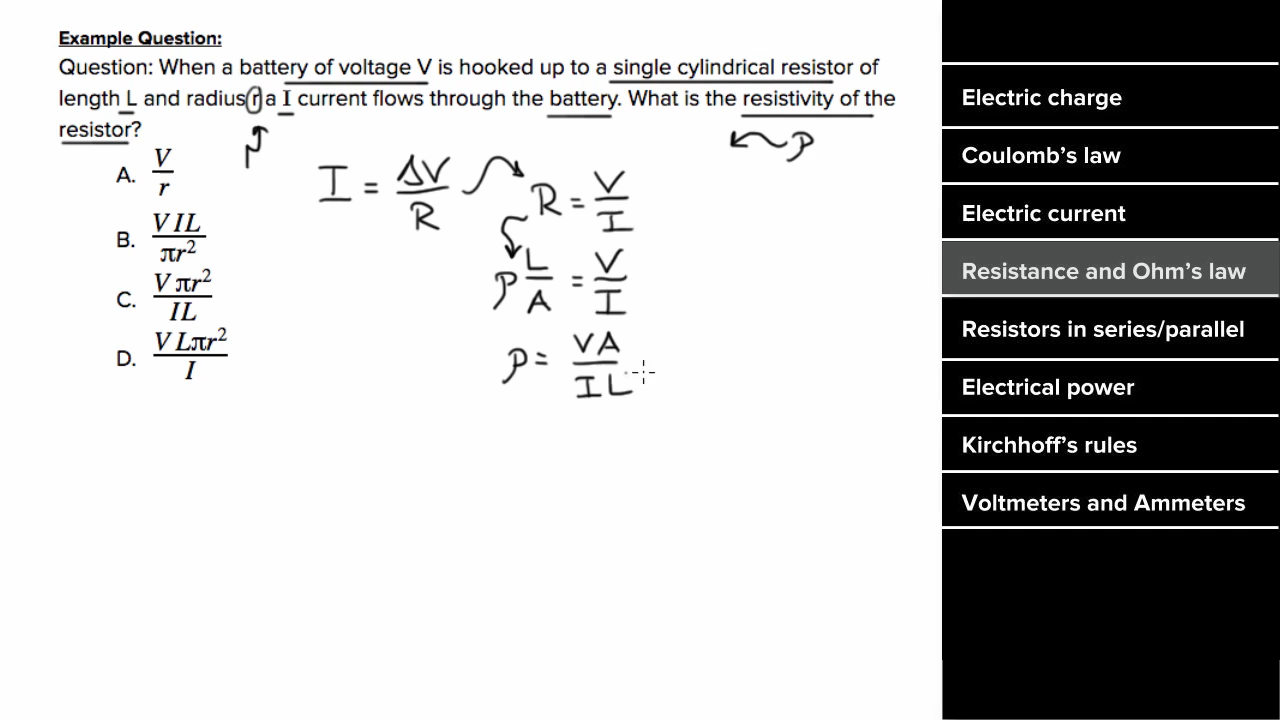 Example Question:
Question: When a battery of voltage V is hooked up to a single cylindrical resistor of
length L and radius r a I current flows through the battery. What is the resistivity of the
resistor?
A. V/r
B. VIL/πr²
C. Vπr²/IL
D. VLπr²/I
ρ
I = ΔV/R
R = V/I
ρ L/A = V/I
ρ = VA/IL
Electric charge
Coulomb's law
Electric current
Resistance and Ohm's law
Resistors in series/parallel
Electrical power
Kirchhoff's rules
Voltmeters and Ammeters